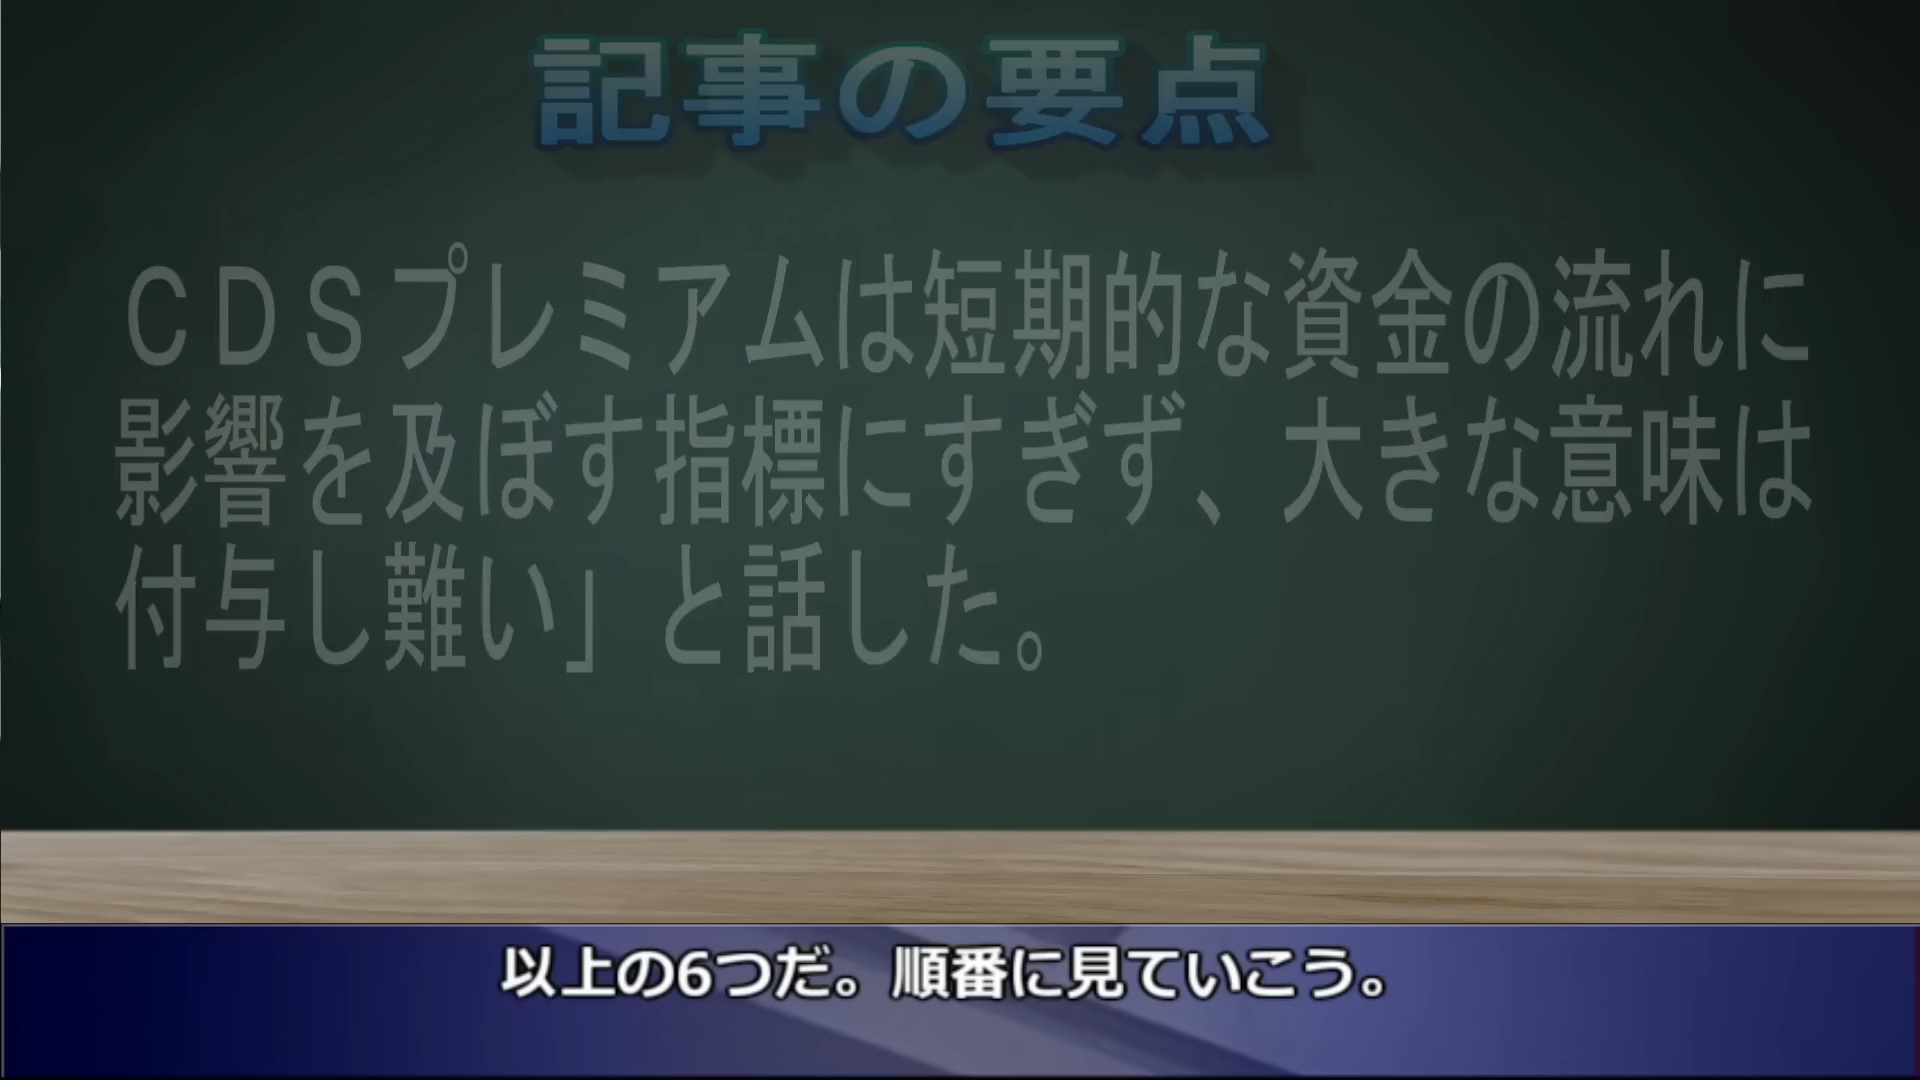 記事の要点
ＣＤＳプレミアムは短期的な資金の流れに
影響を及ぼす指標にすぎず、大きな意味は
付与し難い」と話した。
以上の6つだ。順番に見ていこう。